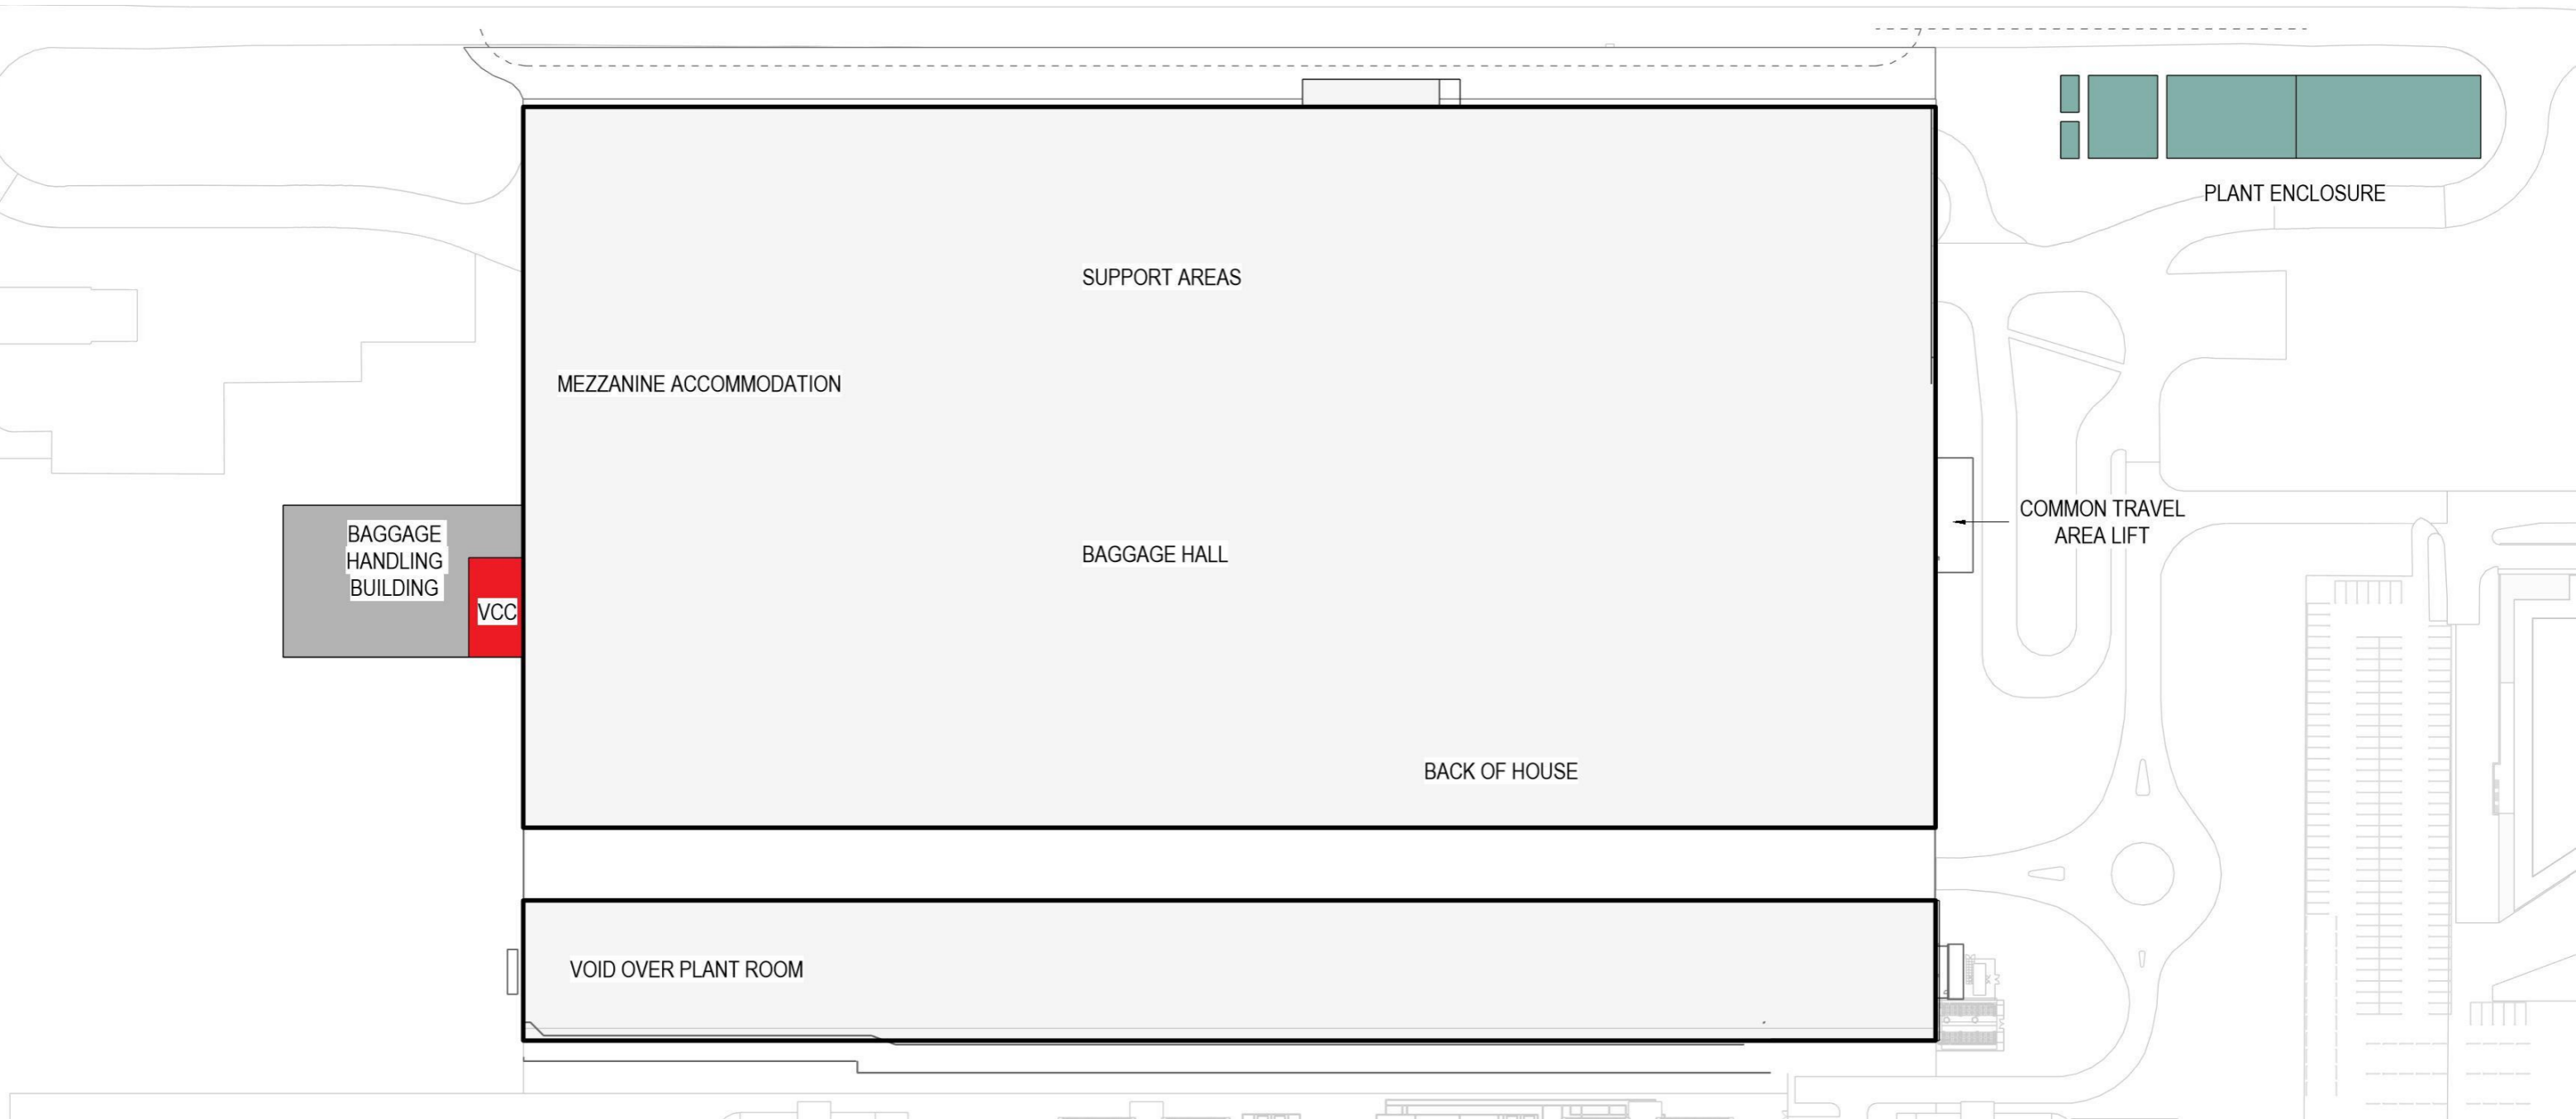 PLANT ENCLOSURE
SUPPORT AREAS
MEZZANINE ACCOMMODATION
BAGGAGE
HANDLING
BUILDING
VCC
BAGGAGE HALL
COMMON TRAVEL
AREA LIFT
BACK OF HOUSE
VOID OVER PLANT ROOM